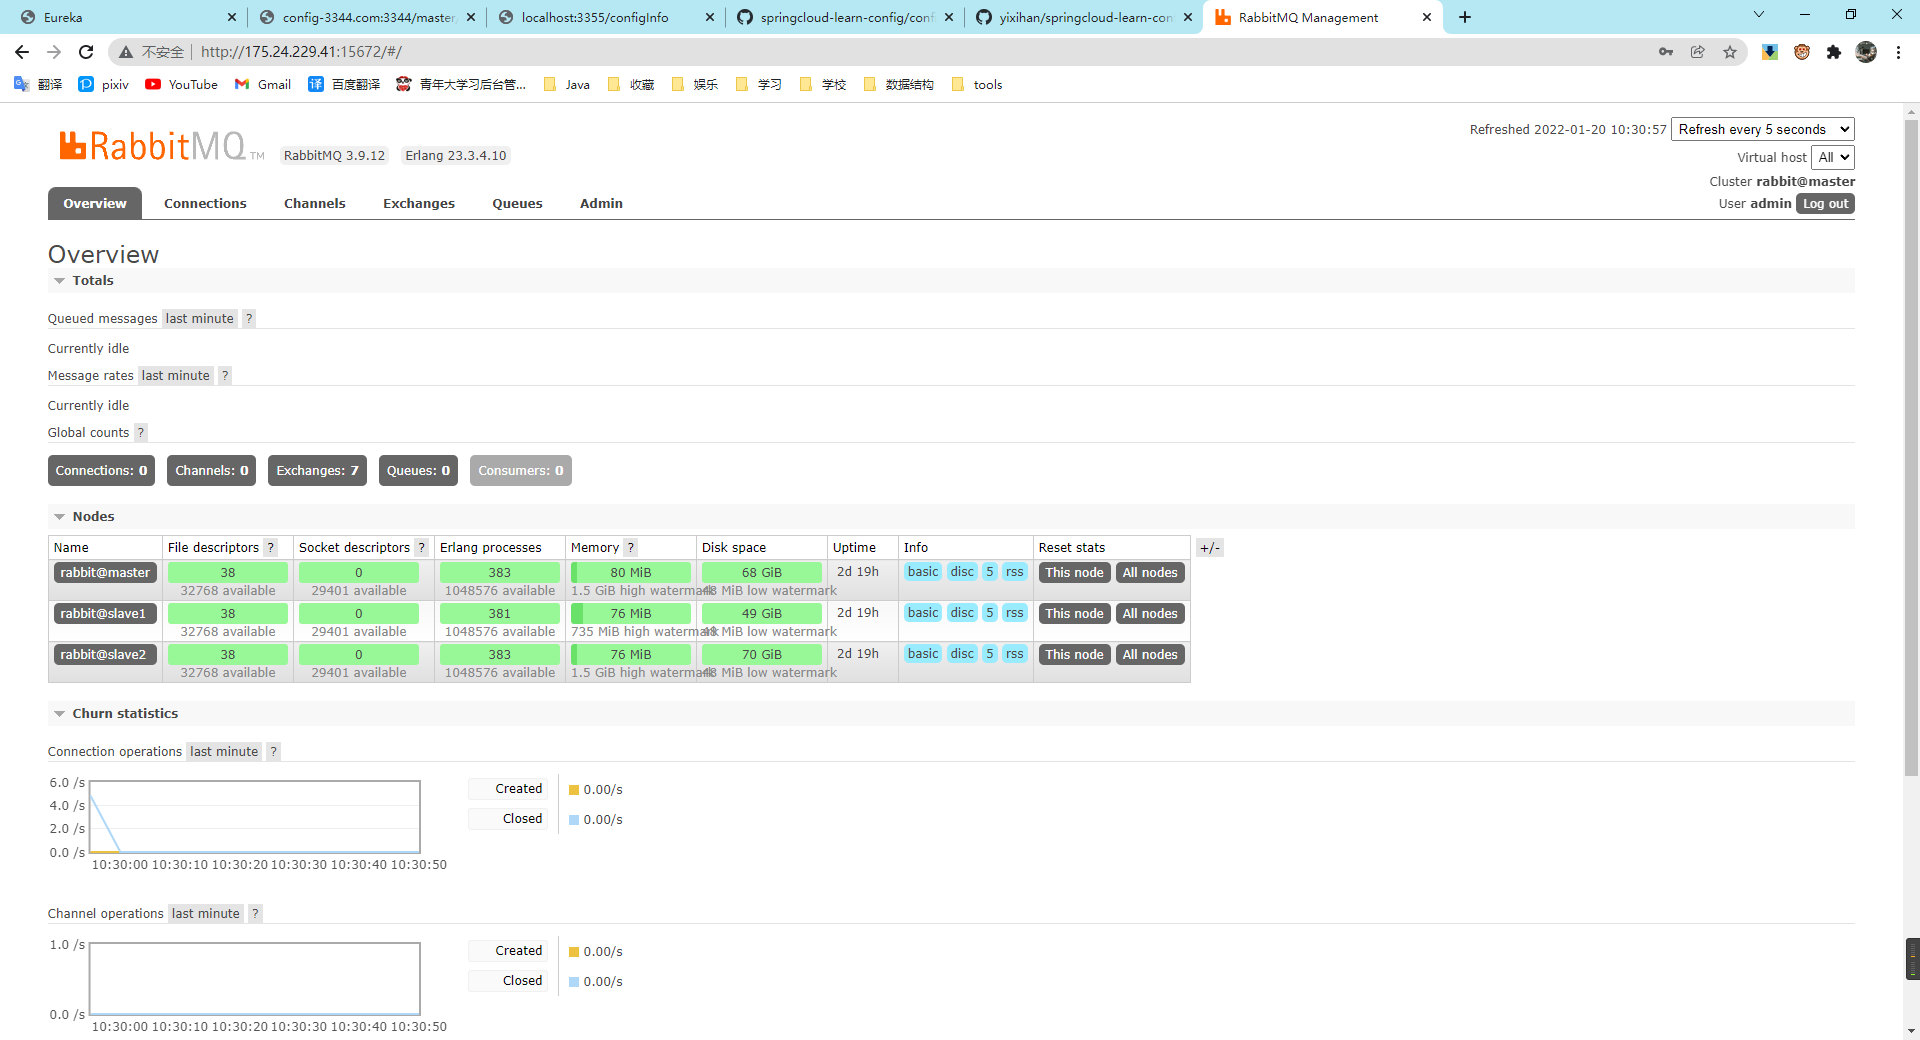 Eureka
config-3344.com:3344/master
localhost:3355/configInfo
springcloud-learn-config/conf
yixihan/springcloud-learn-con
RabbitMQ Management
不安全 http://175.24.229.41:15672/#/
翻译 pixiv YouTube Gmail 百度翻译 青年大学习后台管... Java 收藏 娱乐 学习 学校 数据结构 tools
RabbitMQ TM RabbitMQ 3.9.12 Erlang 23.3.4.10
Refreshed 2022-01-20 10:30:57 Refresh every 5 seconds
Virtual host All
Cluster rabbit@master
User admin Log out
Overview Connections Channels Exchanges Queues Admin
Overview
Totals
Queued messages last minute ?
Currently idle
Message rates last minute ?
Currently idle
Global counts ?
Connections: 0 Channels: 0 Exchanges: 7 Queues: 0 Consumers: 0
Nodes
Name File descriptors ? Socket descriptors ? Erlang processes Memory ? Disk space Uptime Info Reset stats +/-
rabbit@master 38 0 383 80 MiB 68 GiB 2d 19h basic disc 5 rss This node All nodes
32768 available 29401 available 1048576 available 1.5 GiB high watermark 48 MiB low watermark
rabbit@slave1 38 0 381 76 MiB 49 GiB 2d 19h basic disc 5 rss This node All nodes
32768 available 29401 available 1048576 available 735 MiB high watermark 48 MiB low watermark
rabbit@slave2 38 0 383 76 MiB 70 GiB 2d 19h basic disc 5 rss This node All nodes
32768 available 29401 available 1048576 available 1.5 GiB high watermark 48 MiB low watermark
Churn statistics
Connection operations last minute ?
6.0 /s
4.0 /s
2.0 /s
0.0 /s
10:30:00 10:30:10 10:30:20 10:30:30 10:30:40 10:30:50
Created 0.00/s
Closed 0.00/s
Channel operations last minute ?
1.0 /s
0.0 /s
10:30:00 10:30:10 10:30:20 10:30:30 10:30:40 10:30:50
Created 0.00/s
Closed 0.00/s